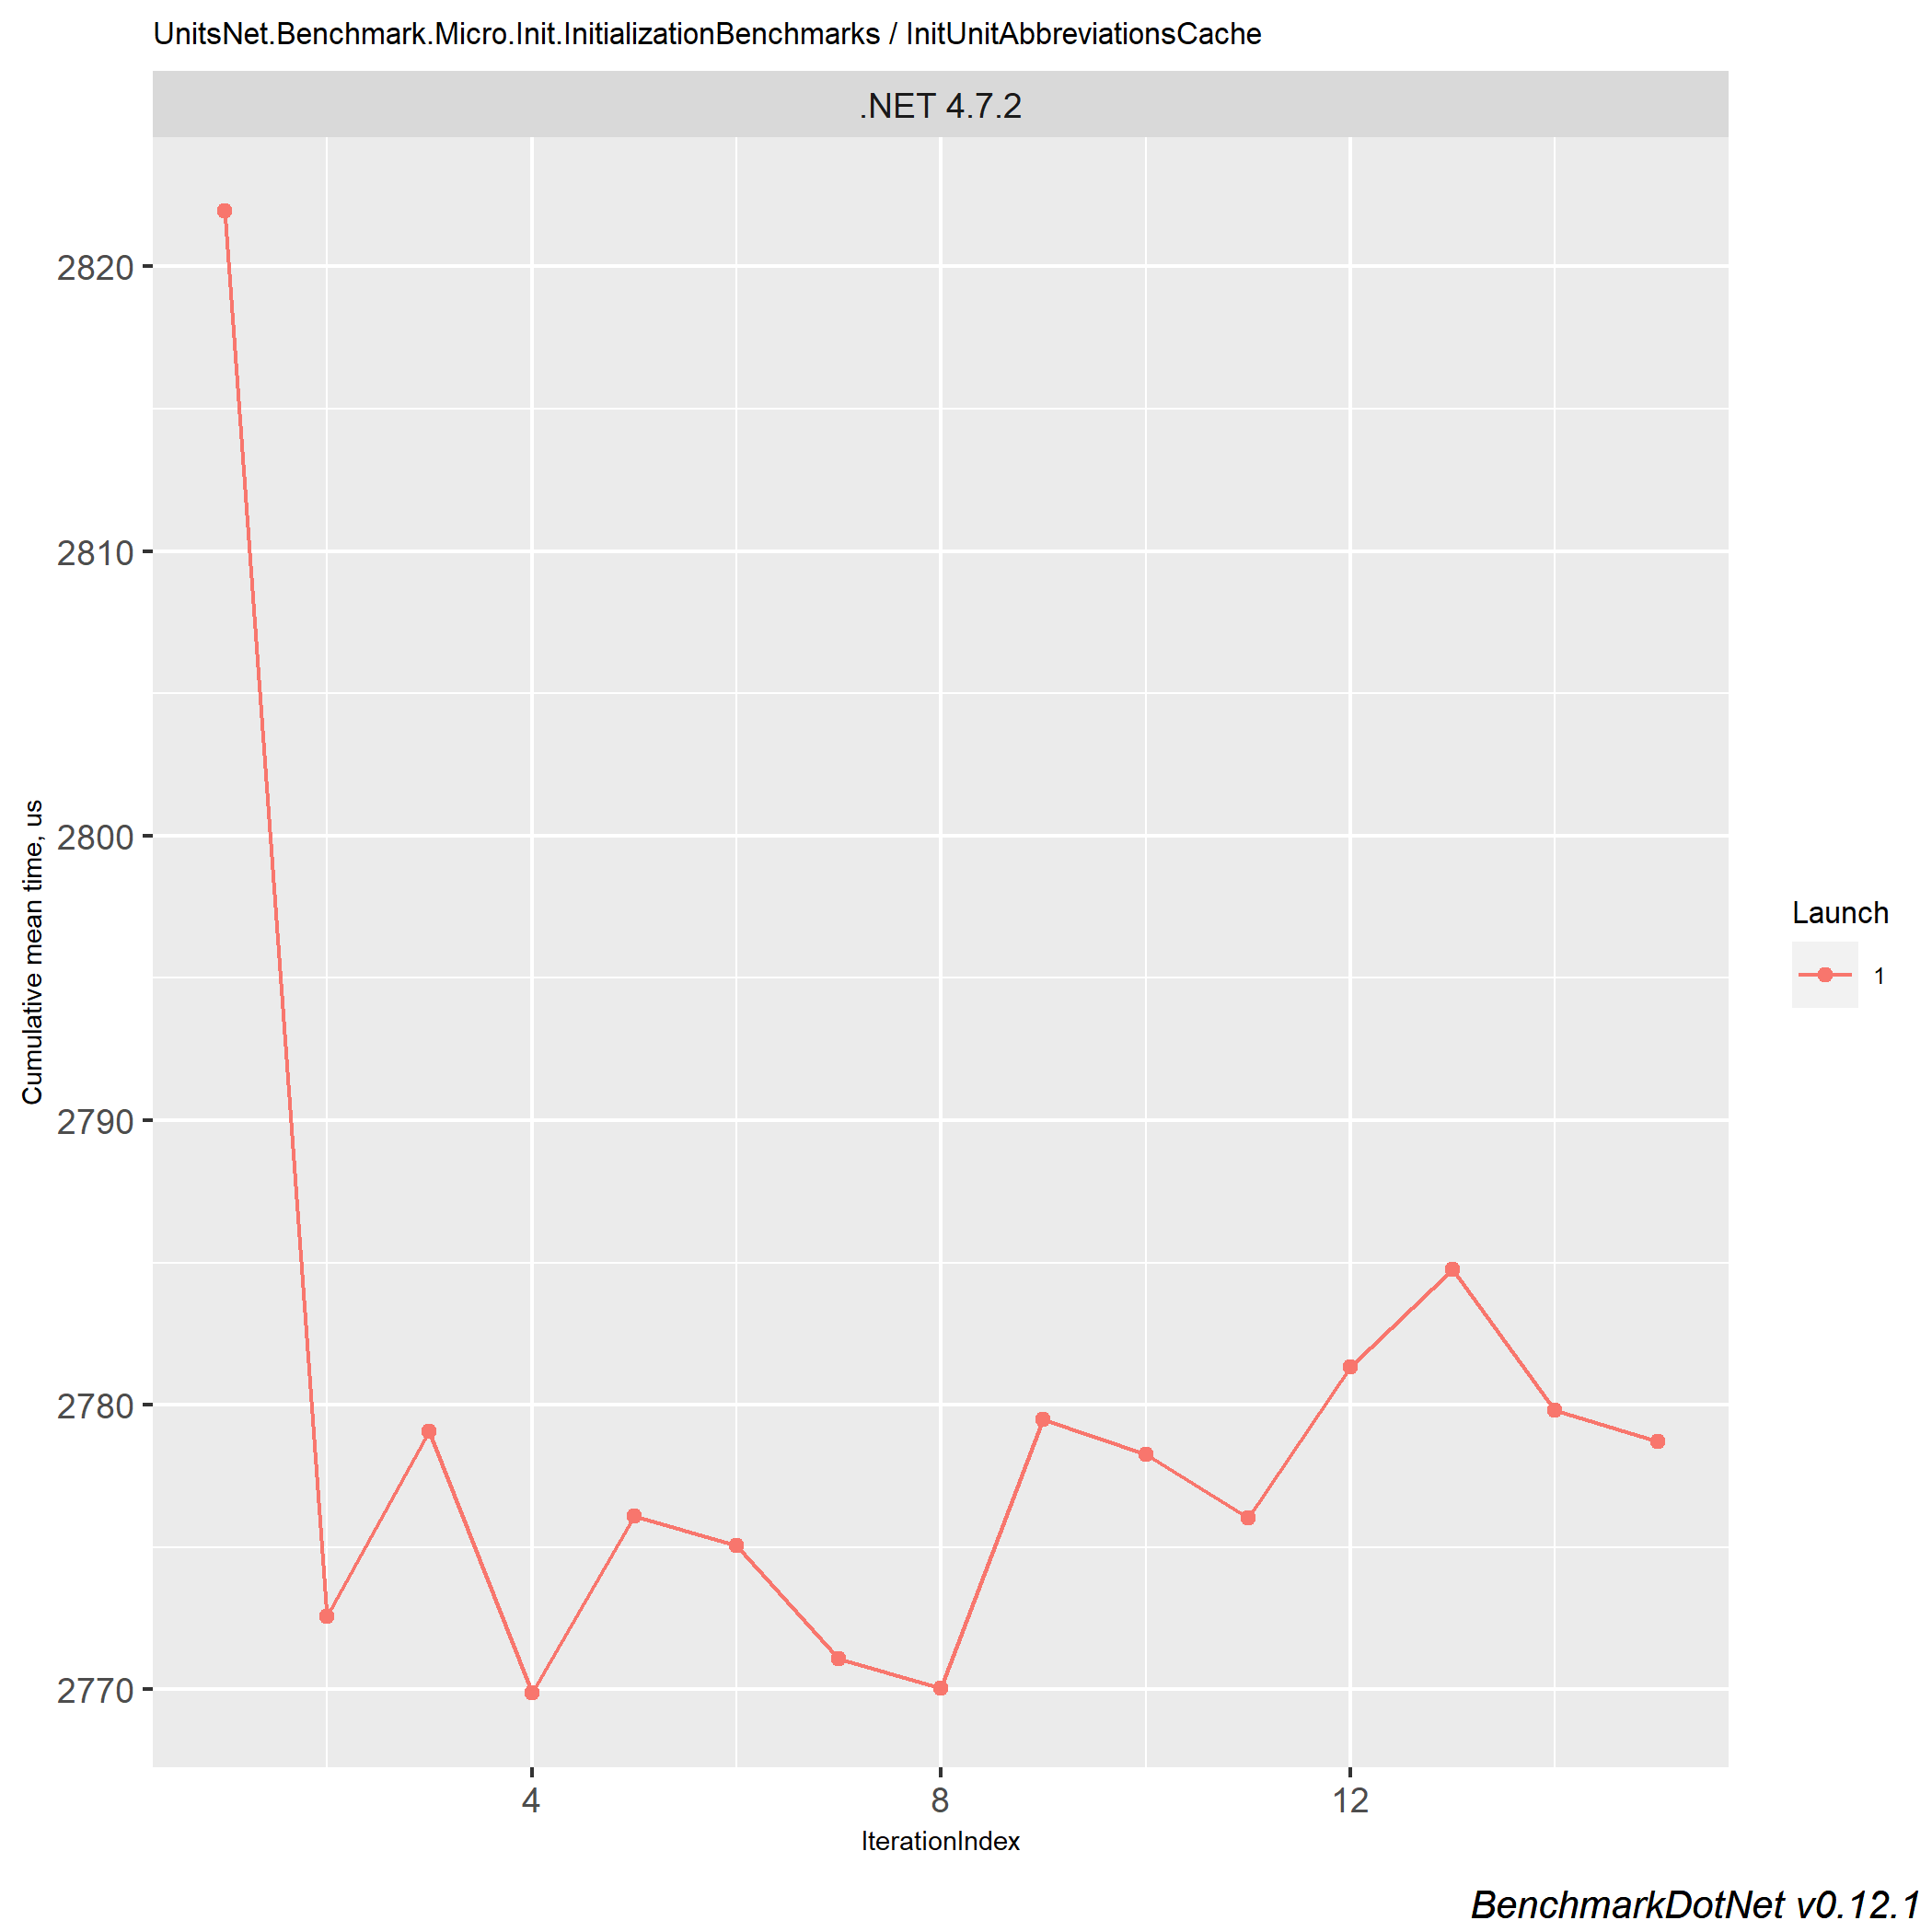 UnitsNet.Benchmark.Micro.Init.InitializationBenchmarks / InitUnitAbbreviationsCache
.NET 4.7.2
2820
2810
2800
2790
2780
2770
Cumulative mean time, us
4 8 12
IterationIndex
Launch
1
BenchmarkDotNet v0.12.1